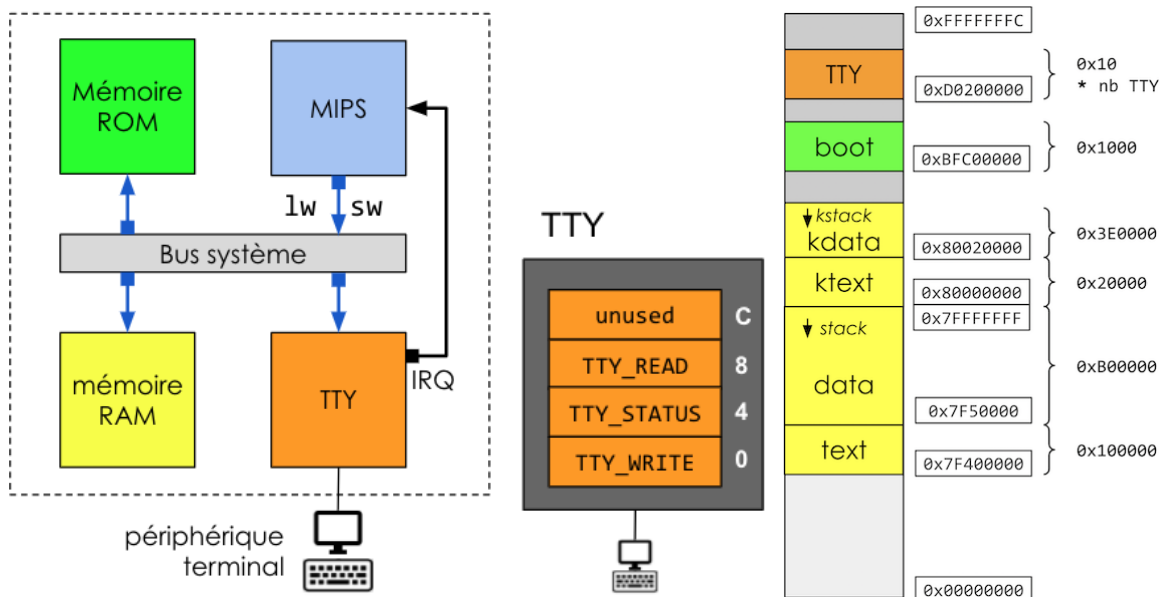 Mémoire
ROM
MIPS
lw sw
Bus système
mémoire
RAM
TTY
IRQ
périphérique
terminal
TTY
unused C
TTY_READ 8
TTY_STATUS 4
TTY_WRITE 0
0xFFFFFFFC
TTY
0xD0200000
0x10
* nb TTY
boot
0xBFC00000
0x1000
kstack
kdata
0x80020000
0x3E0000
ktext
0x80000000
0x20000
0x7FFFFFFF
stack
data
0x7F50000
0xB00000
text
0x7F400000
0x100000
0x00000000